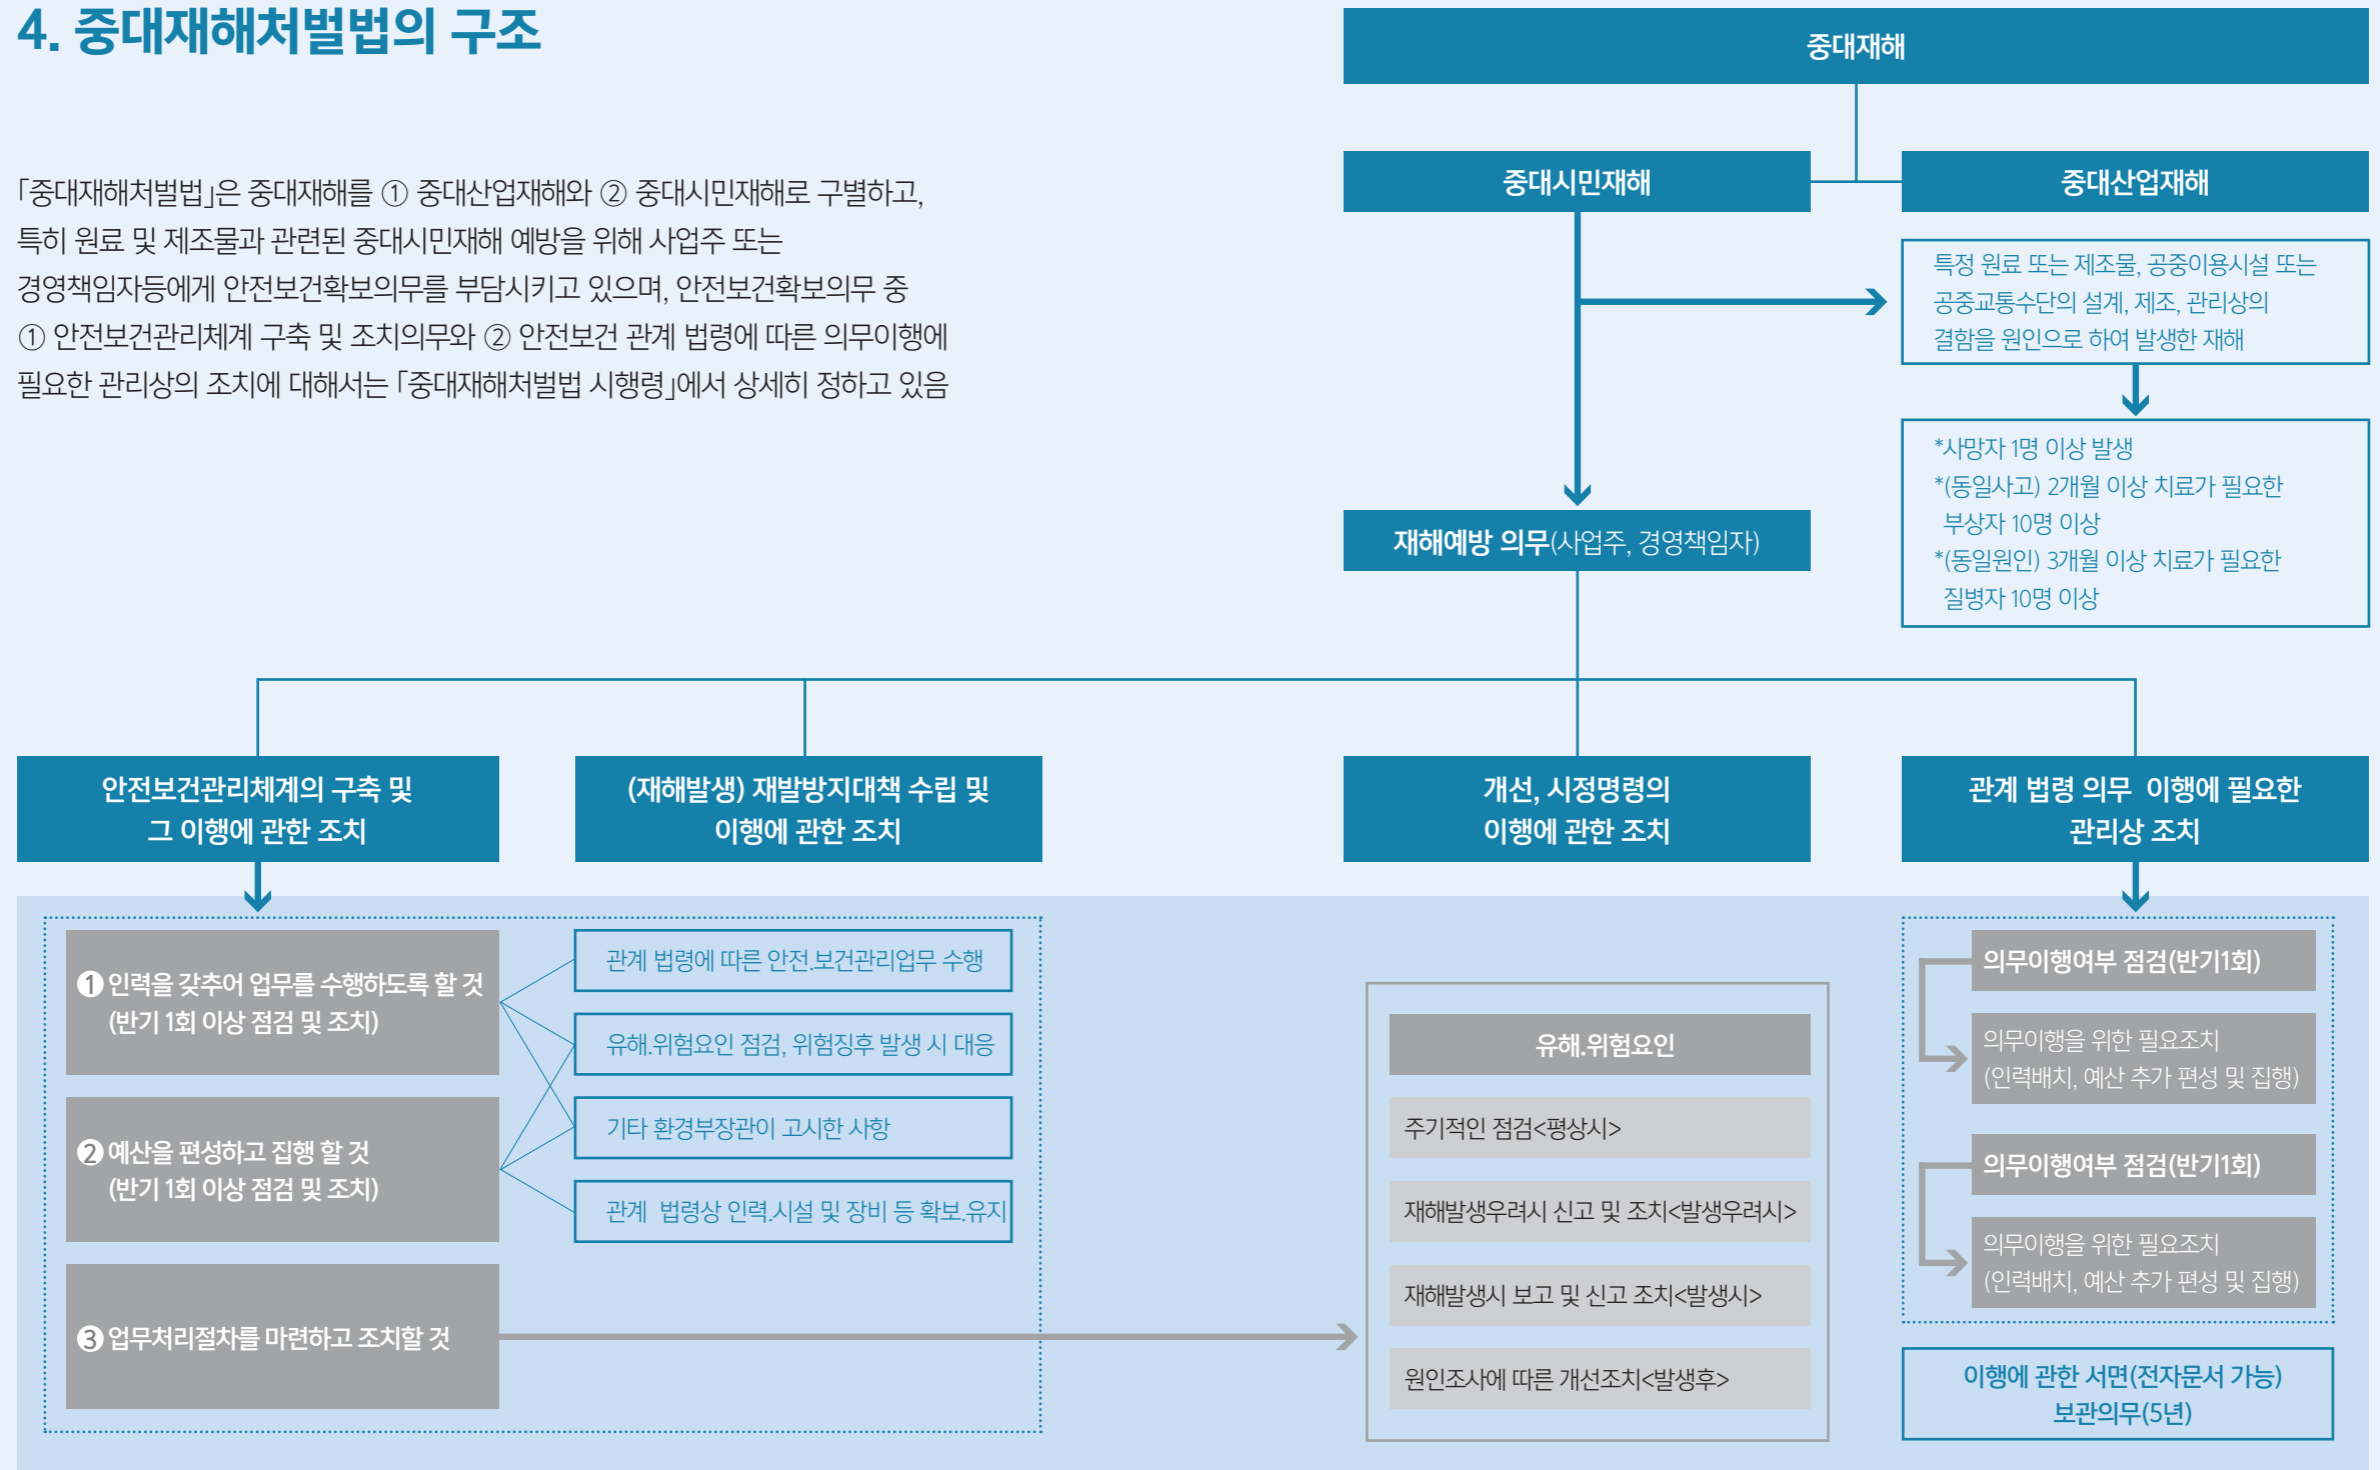 4. 중대재해처벌법의 구조
「중대재해처벌법」은 중대재해를 ① 중대산업재해와 ② 중대시민재해로 구별하고,
특히 원료 및 제조물과 관련된 중대시민재해 예방을 위해 사업주 또는
경영책임자등에게 안전보건확보의무를 부담시키고 있으며, 안전보건확보의무 중
① 안전보건관리체계 구축 및 조치의무와 ② 안전보건 관계 법령에 따른 의무이행에
필요한 관리상의 조치에 대해서는 「중대재해처벌법 시행령」에서 상세히 정하고 있음
중대재해
중대시민재해
중대산업재해
특정 원료 또는 제조물, 공중이용시설 또는
공중교통수단의 설계, 제조, 관리상의
결함을 원인으로 하여 발생한 재해
*사망자 1명 이상 발생
*(동일사고) 2개월 이상 치료가 필요한
부상자 10명 이상
*(동일원인) 3개월 이상 치료가 필요한
질병자 10명 이상
재해예방 의무(사업주, 경영책임자)
안전보건관리체계의 구축 및
그 이행에 관한 조치
(재해발생) 재발방지대책 수립 및
이행에 관한 조치
개선, 시정명령의
이행에 관한 조치
관계 법령 의무 이행에 필요한
관리상 조치
❶ 인력을 갖추어 업무를 수행하도록 할 것
(반기 1회 이상 점검 및 조치)
❷ 예산을 편성하고 집행 할 것
(반기 1회 이상 점검 및 조치)
❸ 업무처리절차를 마련하고 조치할 것
관계 법령에 따른 안전.보건관리업무 수행
유해.위험요인 점검, 위험징후 발생 시 대응
기타 환경부장관이 고시한 사항
관계 법령상 인력.시설 및 장비 등 확보.유지
유해.위험요인
주기적인 점검<평상시>
재해발생우려시 신고 및 조치<발생우려시>
재해발생시 보고 및 신고 조치<발생시>
원인조사에 따른 개선조치<발생후>
의무이행여부 점검(반기1회)
의무이행을 위한 필요조치
(인력배치, 예산 추가 편성 및 집행)
의무이행여부 점검(반기1회)
의무이행을 위한 필요조치
(인력배치, 예산 추가 편성 및 집행)
이행에 관한 서면(전자문서 가능)
보관의무(5년)